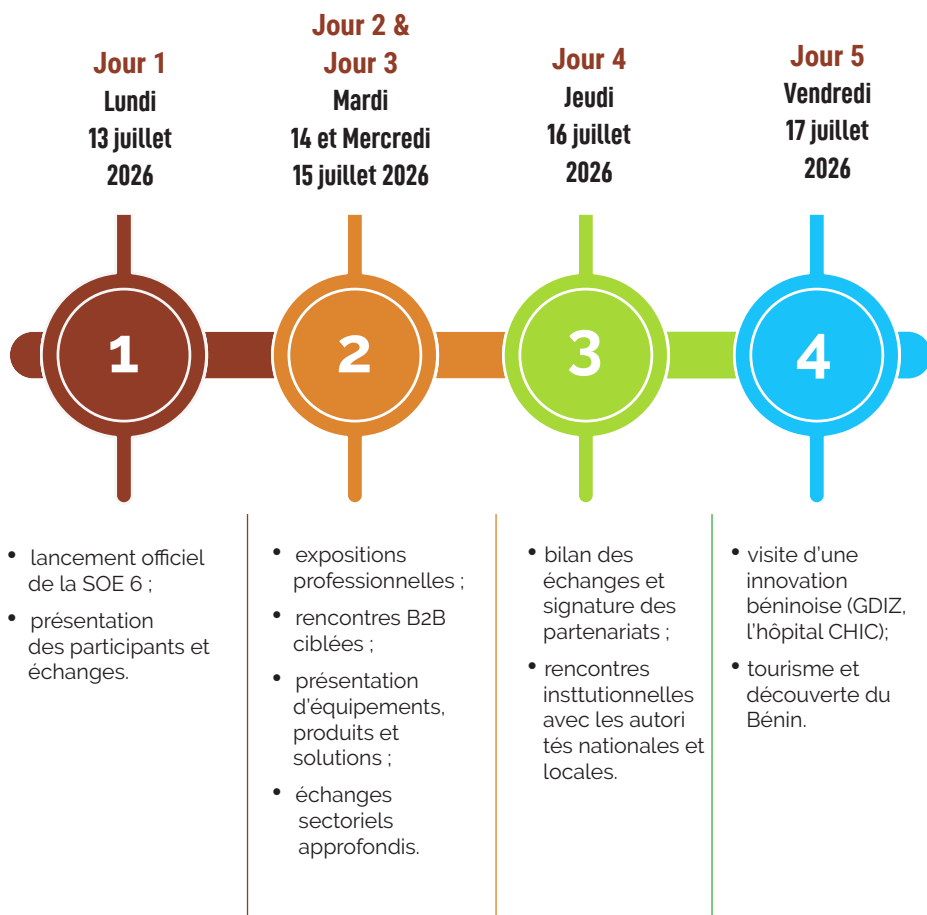 Jour 1
Lundi
13 juillet
2026
Jour 2 &
Jour 3
Mardi
14 et Mercredi
15 juillet 2026
Jour 4
Jeudi
16 juillet
2026
Jour 5
Vendredi
17 juillet
2026
1
2
3
4
• lancement officiel
de la SOE 6 ;
• présentation
des participants et
échanges.
• expositions
professionnelles ;
• rencontres B2B
ciblées ;
• présentation
d'équipements,
produits et
solutions ;
• échanges
sectoriels
approfondis.
• bilan des
échanges et
signature des
partenariats ;
• rencontres
insttutionnelles
avec les autori
tés nationales et
locales.
• visite d'une
innovation
béninoise (GDIZ,
l'hôpital CHIC);
• tourisme et
découverte du
Bénin.